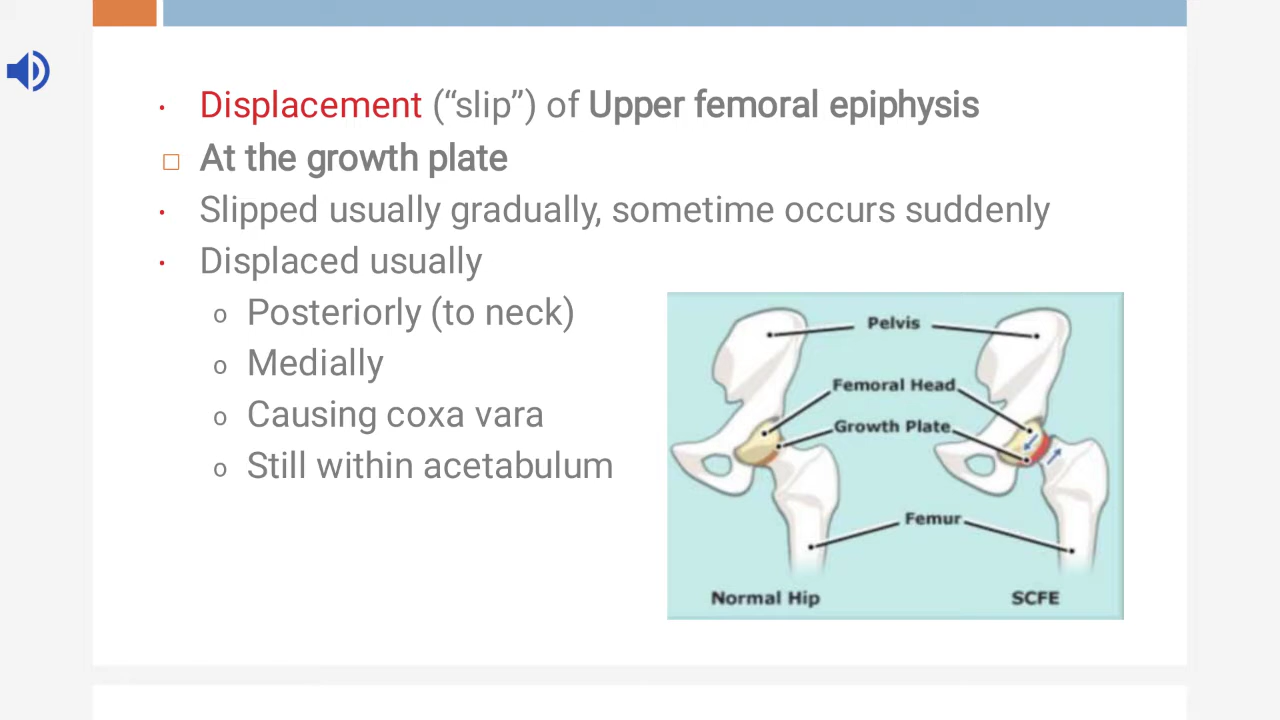 • Displacement (“slip”) of Upper femoral epiphysis
□ At the growth plate
• Slipped usually gradually, sometime occurs suddenly
• Displaced usually
o Posteriorly (to neck)
o Medially
o Causing coxa vara
o Still within acetabulum
Pelvis
Femoral Head
Growth Plate
Femur
Normal Hip
SCFE